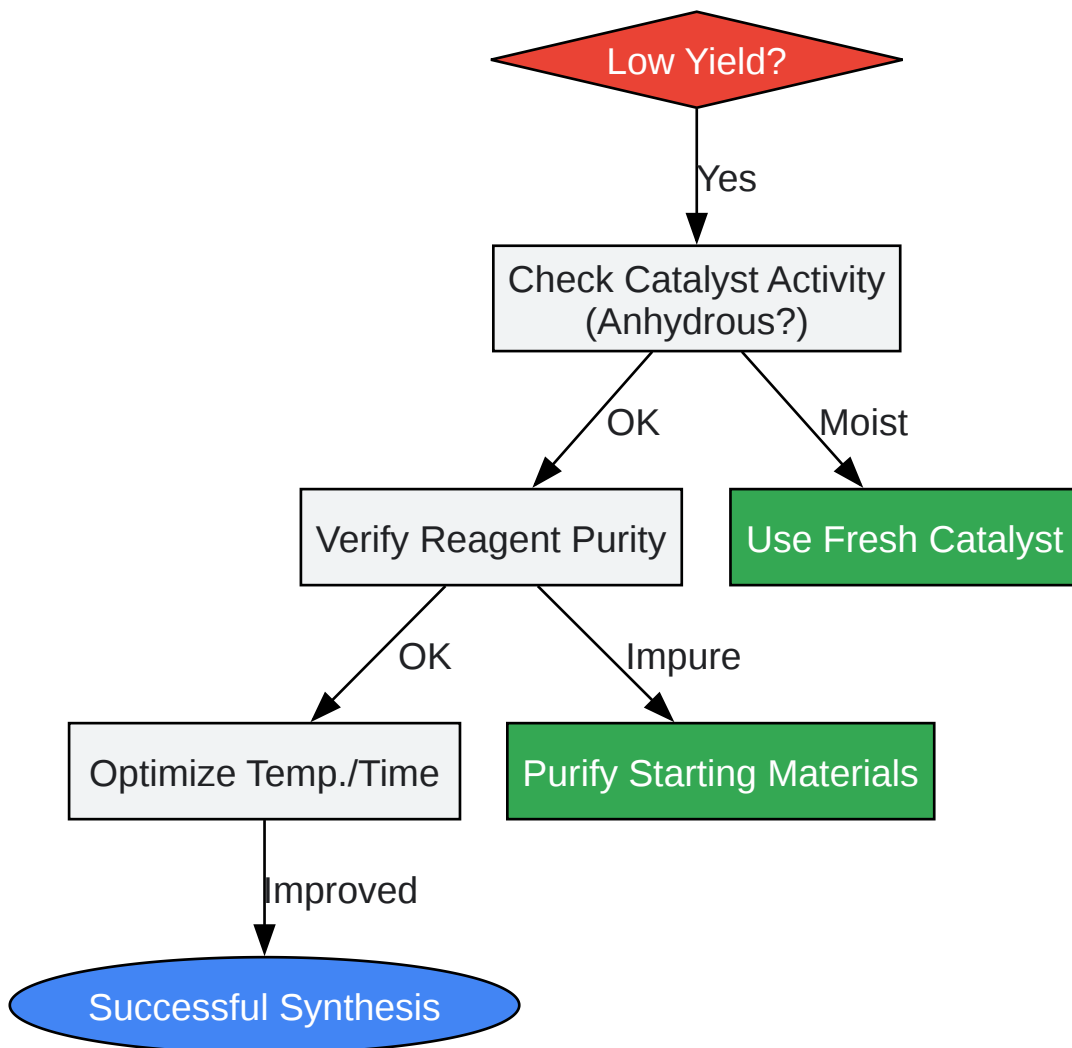 Low Yield?
Yes
Check Catalyst Activity
(Anhydrous?)
OK
Moist
Verify Reagent Purity
Use Fresh Catalyst
OK
Impure
Optimize Temp./Time
Purify Starting Materials
Improved
Successful Synthesis